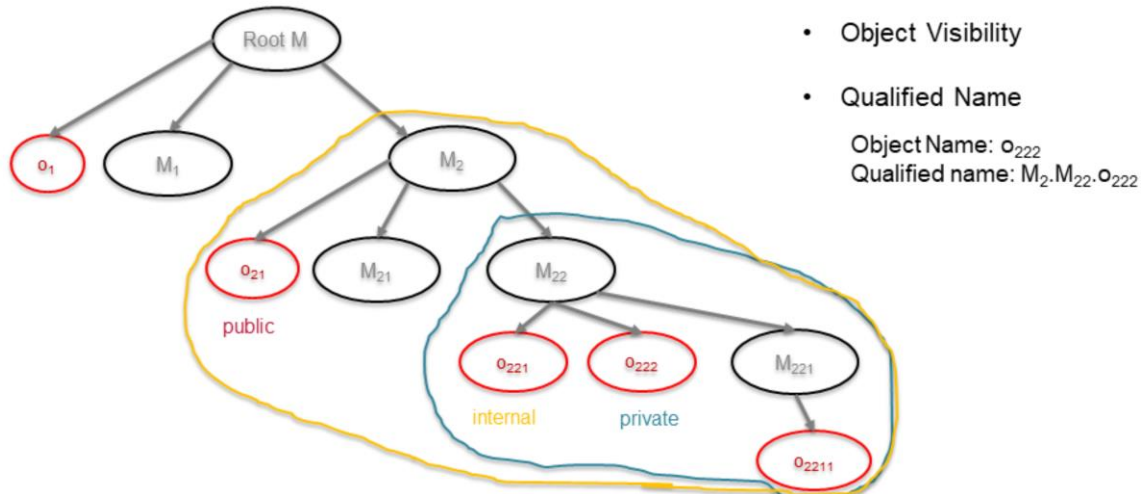 Root M
• Object Visibility
• Qualified Name
Object Name: o₂₂₂
Qualified name: M₂.M₂₂.o₂₂₂
o₁
M₁
M₂
o₂₁
M₂₁
M₂₂
public
o₂₂₁
o₂₂₂
M₂₂₁
internal
private
o₂₂₁₁